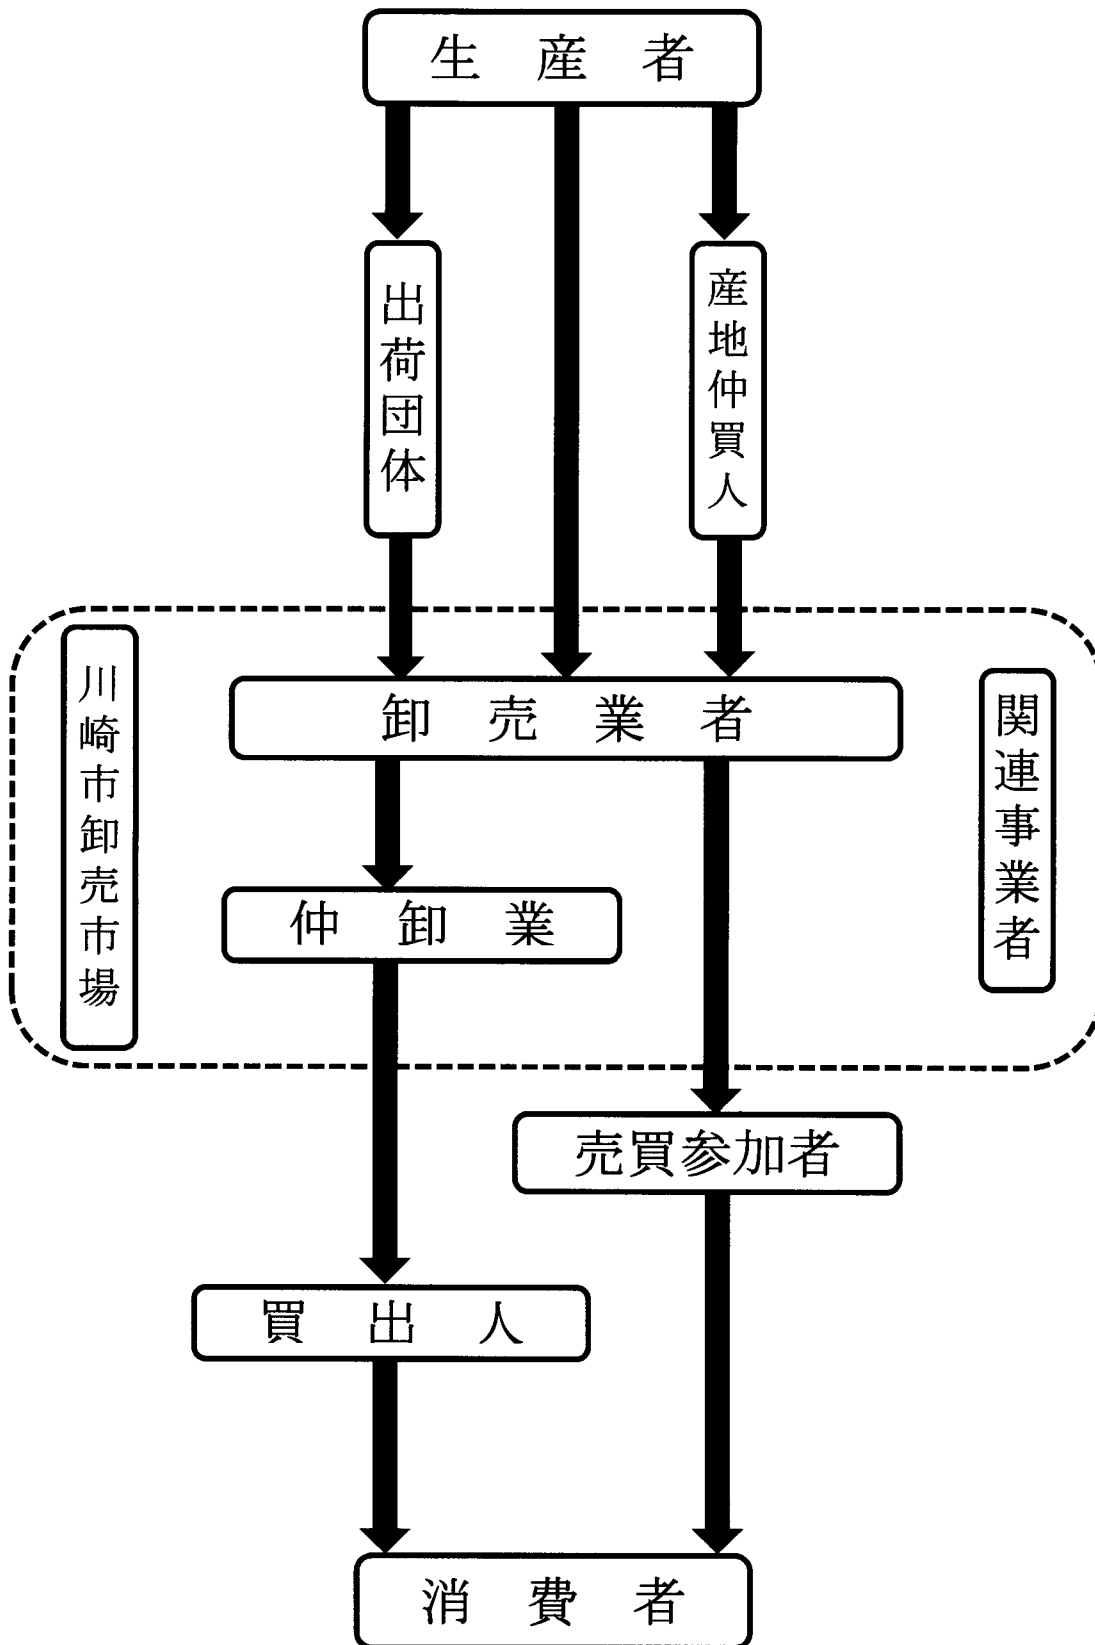 生産者
出荷団体
産地仲買人
川崎市卸売市場
卸売業者
関連事業者
仲卸業
売買参加者
買出人
消費者